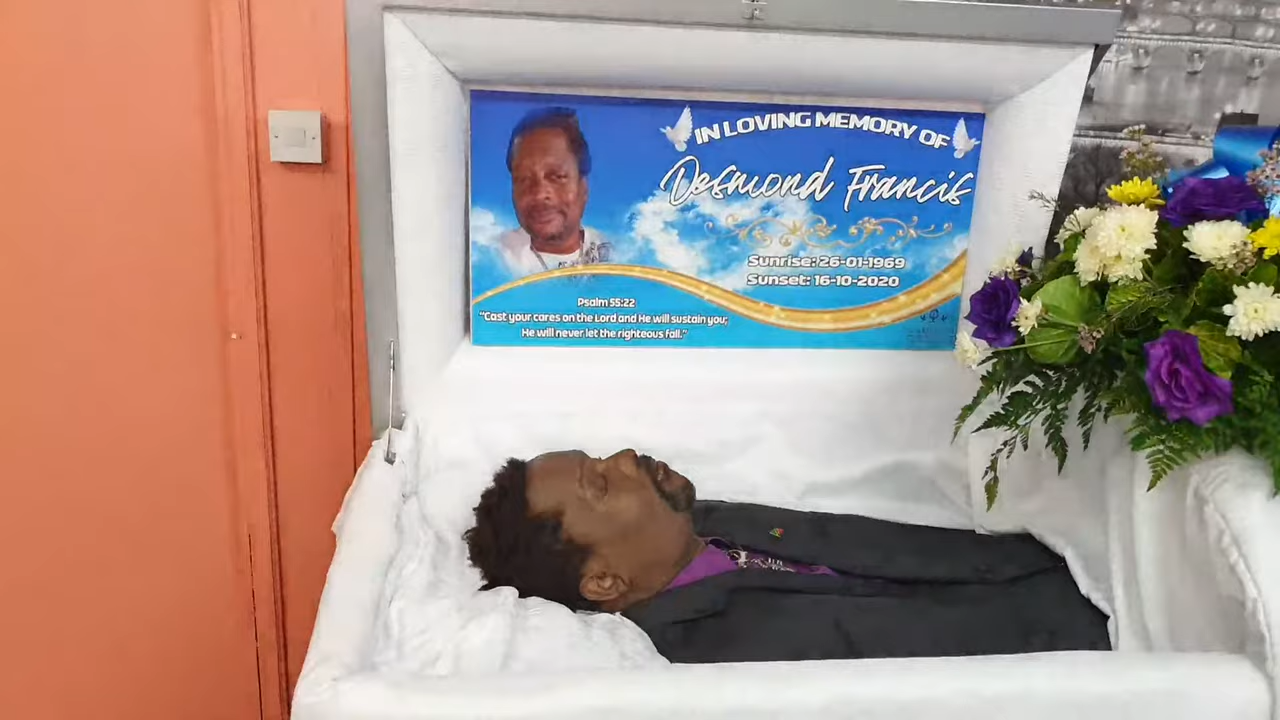 IN LOVING MEMORY OF
Desmond Francis
Sunrise: 26-01-1969
Sunset: 16-10-2020
Psalm 55:22
"Cast your cares on the Lord and He will sustain you;
He will never let the righteous fall."